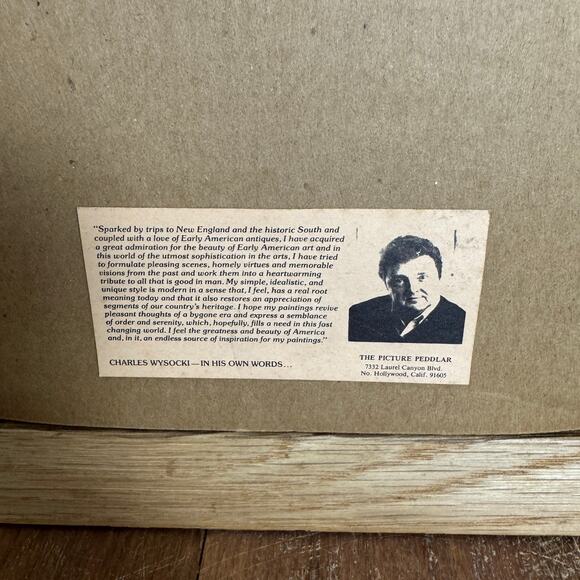 "Sparked by trips to New England and the historic South and
coupled with a love of Early American antiques, I have acquired
a great admiration for the beauty of Early American art and in
this world of the utmost sophistication in the arts, I have tried
to formulate pleasing scenes, homely virtues and memorable
visions from the past and work them into a heartwarming
tribute to all that is good in man. My simple, idealistic, and
unique style is modern in a sense that, I feel, has a real root
meaning today and that it also restores an appreciation of
segments of our country's heritage. I hope my paintings revive
pleasant thoughts of a bygone era and express a semblance
of order and serenity, which, hopefully, fills a need in this fast
changing world. I feel the greatness and beauty of America
and, in it, an endless source of inspiration for my paintings."
CHARLES WYSOCKI — IN HIS OWN WORDS...
THE PICTURE PEDDLAR
7332 Laurel Canyon Blvd.
No. Hollywood, Calif. 91605